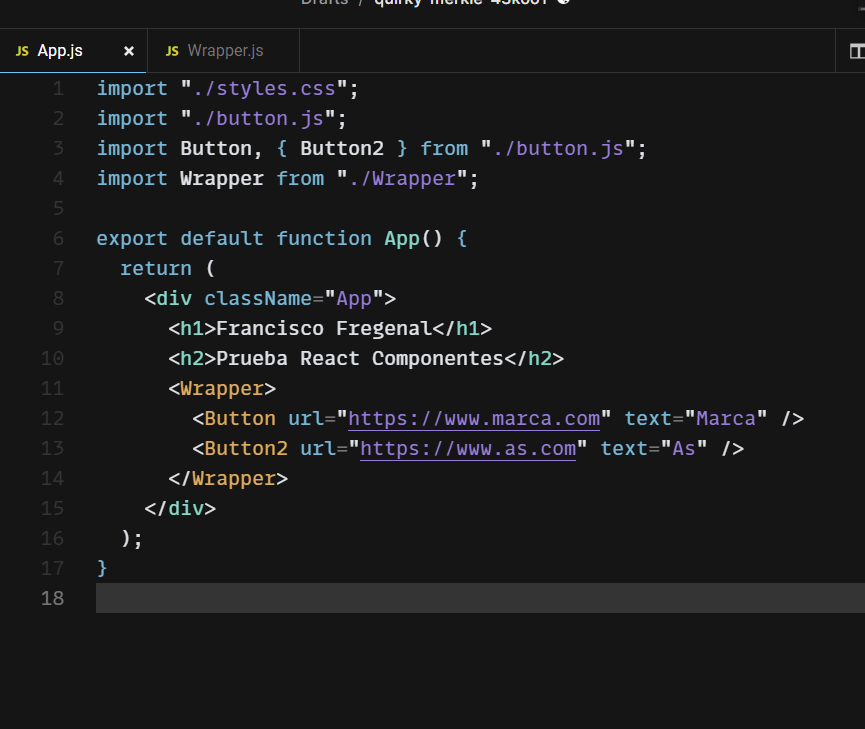 Drafts / quirky-merkle
JS App.js × JS Wrapper.js
1 import "./styles.css";
2 import "./button.js";
3 import Button, { Button2 } from "./button.js";
4 import Wrapper from "./Wrapper";
5
6 export default function App() {
7 return (
8 <div className="App">
9 <h1>Francisco Fregenal</h1>
10 <h2>Prueba React Componentes</h2>
11 <Wrapper>
12 <Button url="https://www.marca.com" text="Marca" />
13 <Button2 url="https://www.as.com" text="As" />
14 </Wrapper>
15 </div>
16 );
17 }
18